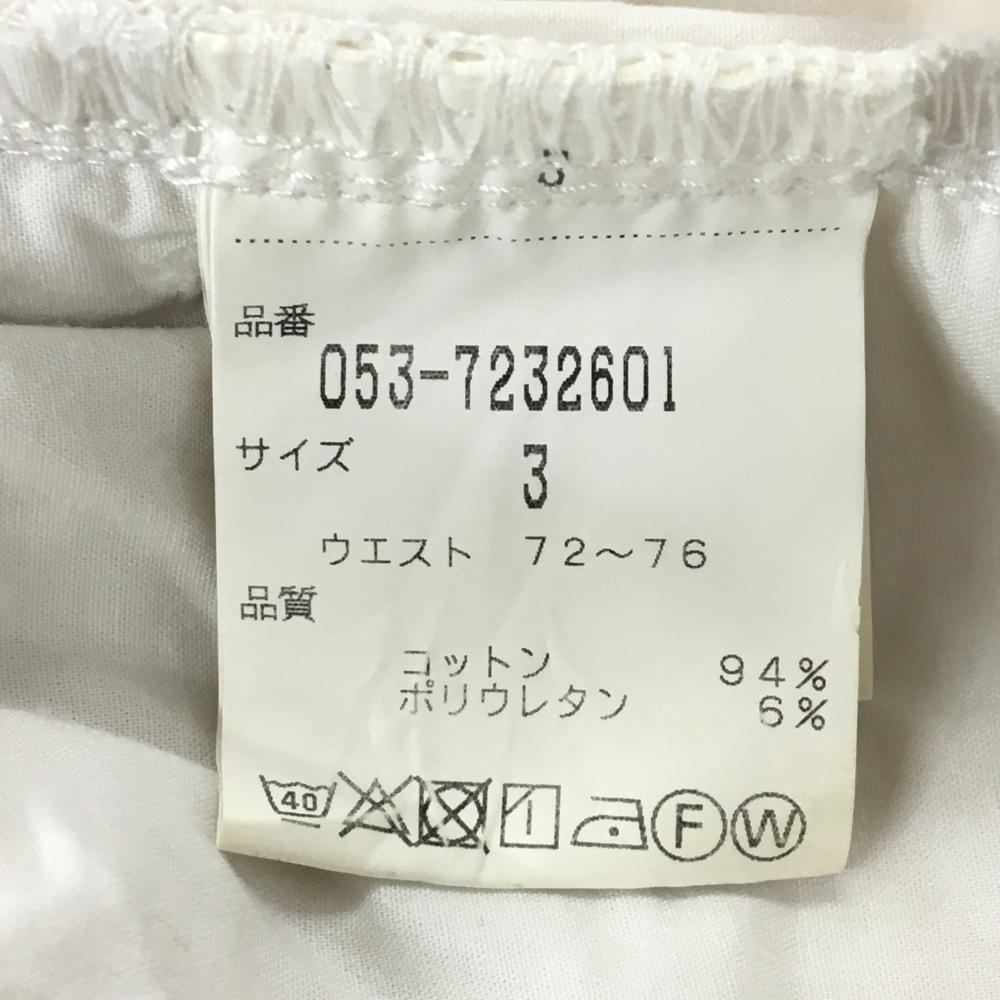 品番
053-7232601
サイズ
3
ウエスト 72〜76
品質
コットン 94%
ポリウレタン 6%
40 F W